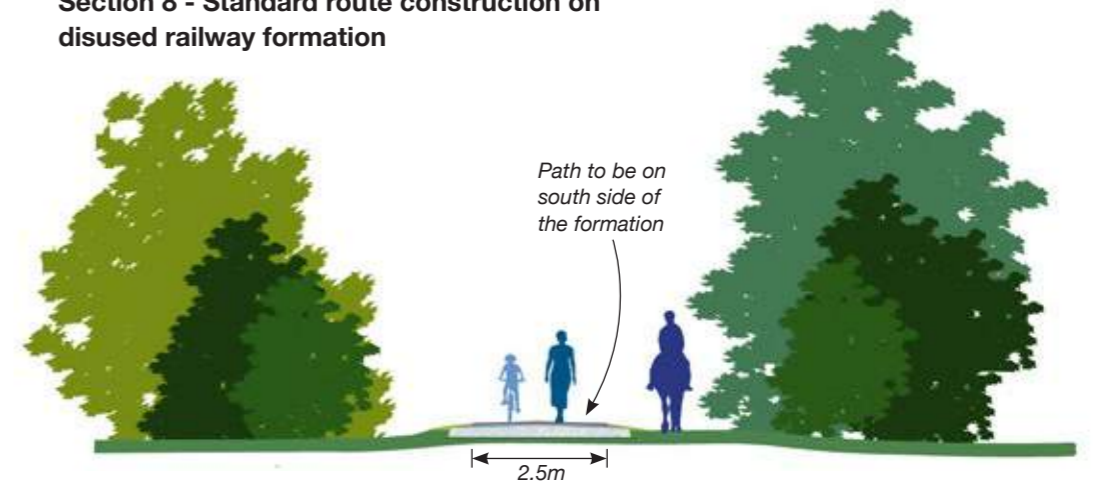 Section 8 - Standard route construction on
disused railway formation
Path to be on
south side of
the formation
2.5m